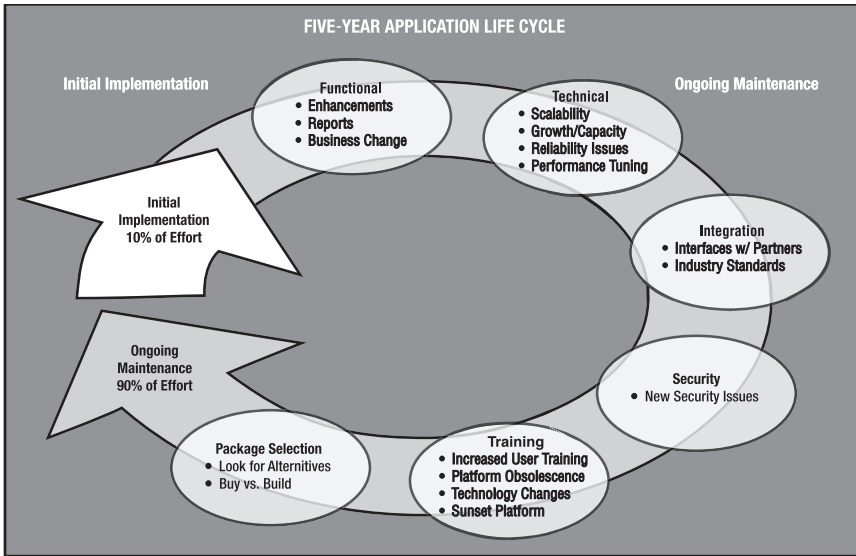 FIVE-YEAR APPLICATION LIFE CYCLE
Initial Implementation
Ongoing Maintenance
Functional
• Enhancements
• Reports
• Business Change
Technical
• Scalability
• Growth/Capacity
• Reliability Issues
• Performance Tuning
Initial
Implementation
10% of Effort
Integration
• Interfaces w/ Partners
• Industry Standards
Ongoing
Maintenance
90% of Effort
Security
• New Security Issues
Training
• Increased User Training
• Platform Obsolescence
• Technology Changes
• Sunset Platform
Package Selection
• Look for Alternitives
• Buy vs. Build